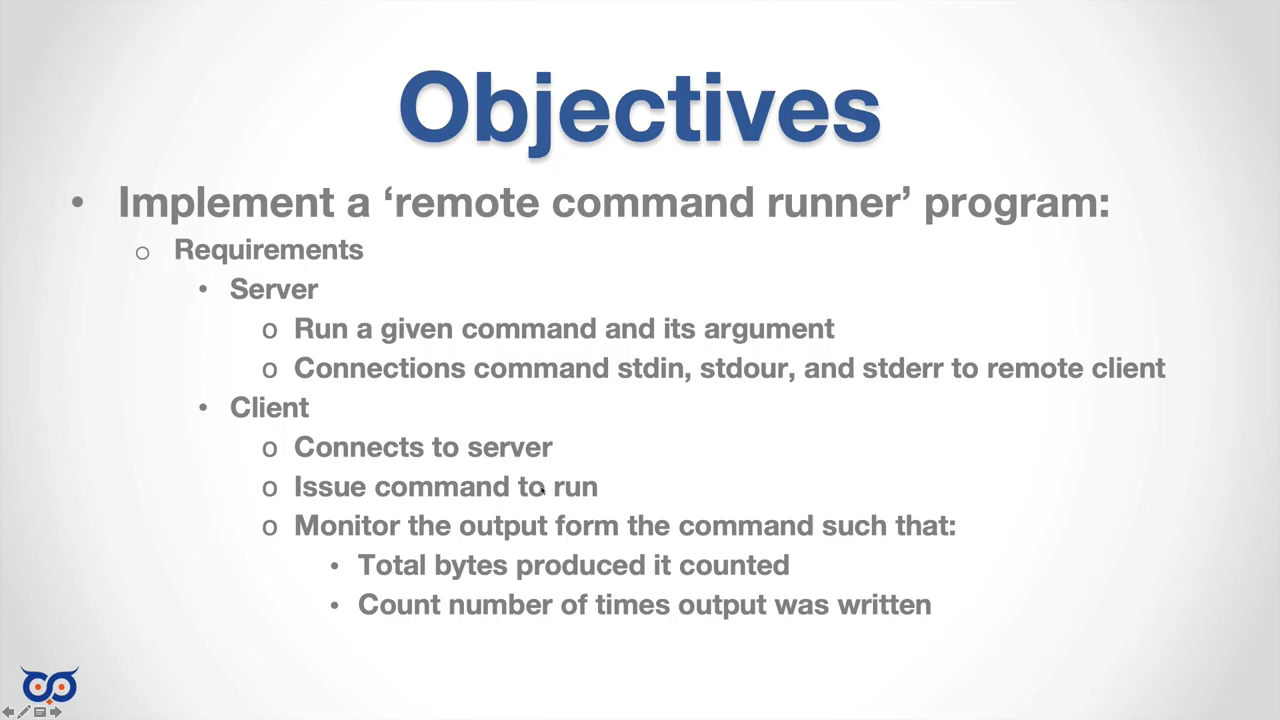 Objectives
• Implement a ‘remote command runner’ program:
o Requirements
• Server
o Run a given command and its argument
o Connections command stdin, stdour, and stderr to remote client
• Client
o Connects to server
o Issue command to run
o Monitor the output form the command such that:
• Total bytes produced it counted
• Count number of times output was written